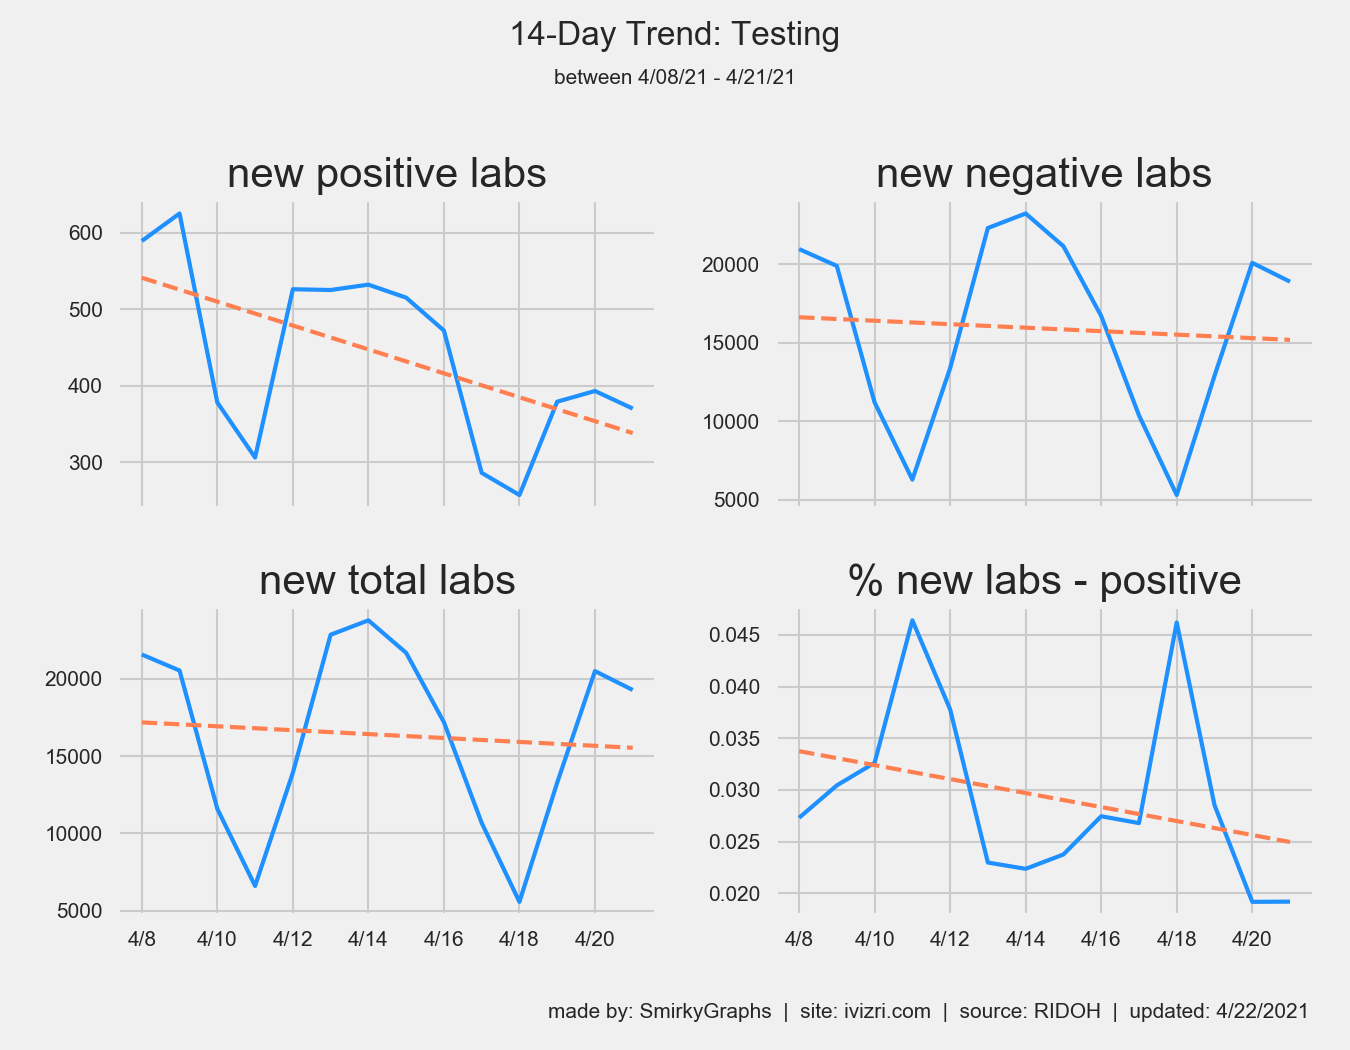 14-Day Trend: Testing
between 4/08/21 - 4/21/21
new positive labs
600
500
400
300
new negative labs
20000
15000
10000
5000
new total labs
20000
15000
10000
5000
4/8 4/10 4/12 4/14 4/16 4/18 4/20
% new labs - positive
0.045
0.040
0.035
0.030
0.025
0.020
4/8 4/10 4/12 4/14 4/16 4/18 4/20
made by: SmirkyGraphs | site: ivizri.com | source: RIDOH | updated: 4/22/2021